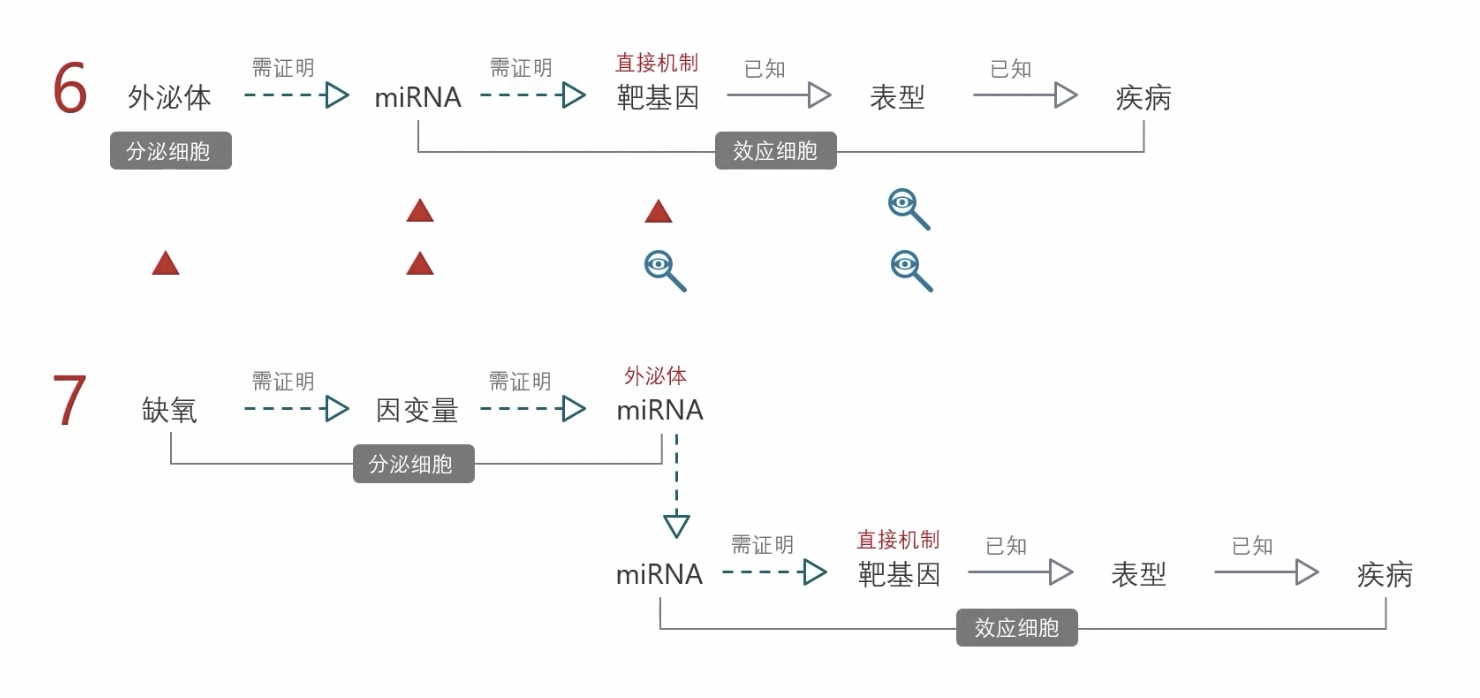 6
需证明
需证明
直接机制
已知
已知
外泌体
miRNA
靶基因
表型
疾病
分泌细胞
效应细胞
7
需证明
需证明
外泌体
缺氧
因变量
miRNA
分泌细胞
需证明
直接机制
已知
已知
miRNA
靶基因
表型
疾病
效应细胞